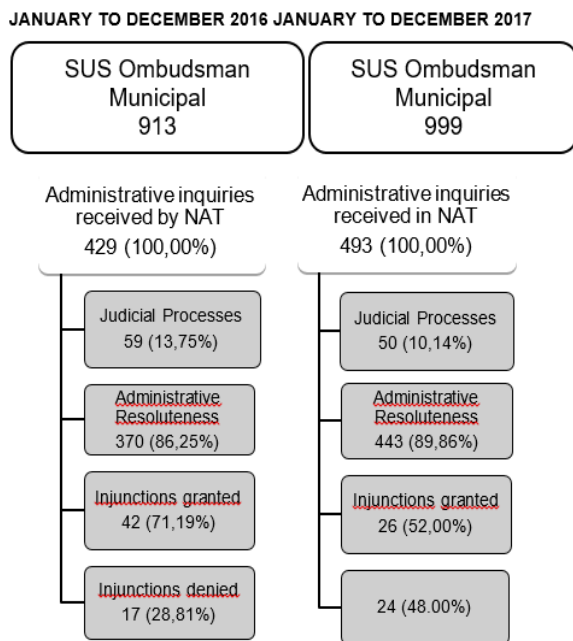 JANUARY TO DECEMBER 2016 JANUARY TO DECEMBER 2017
SUS Ombudsman
Municipal
913
SUS Ombudsman
Municipal
999
Administrative inquiries
received by NAT
429 (100,00%)
Judicial Processes
59 (13,75%)
Administrative
Resoluteness
370 (86,25%)
Injunctions granted
42 (71,19%)
Injunctions denied
17 (28,81%)
Administrative inquiries
received in NAT
493 (100,00%)
Judicial Processes
50 (10,14%)
Administrative
Resoluteness
443 (89,86%)
Injunctions granted
26 (52,00%)
24 (48.00%)